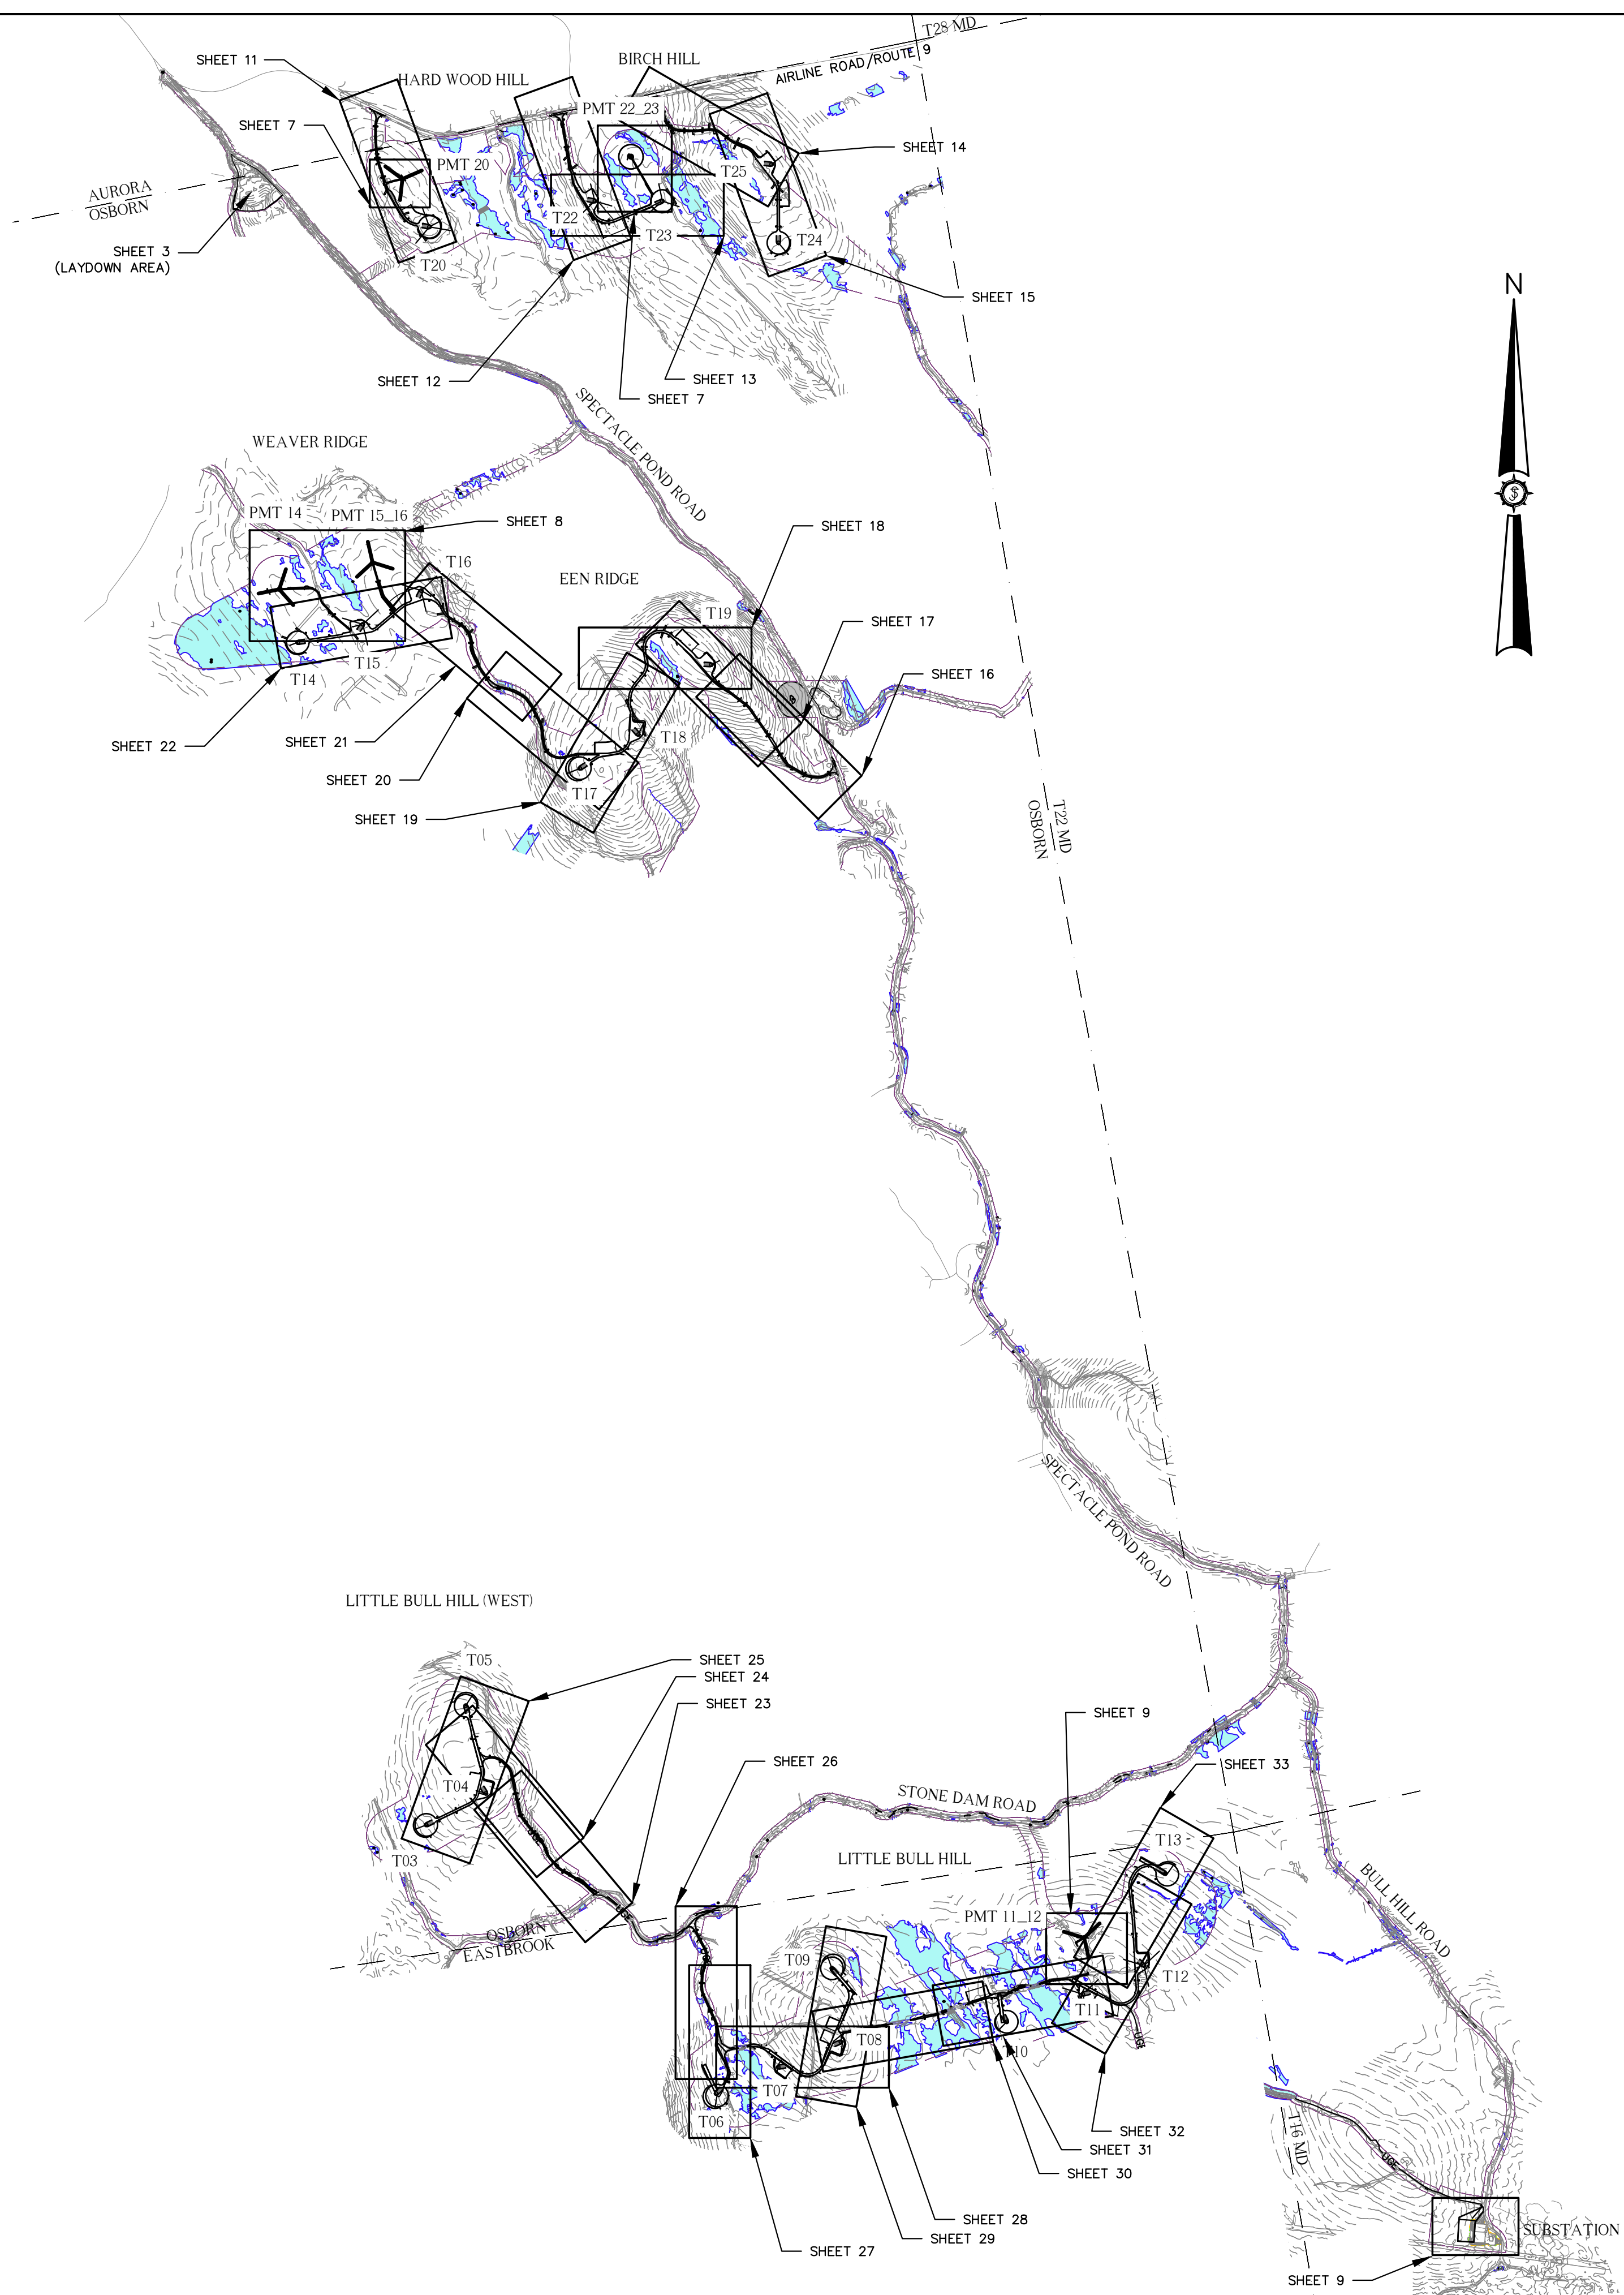 T28 MD
AIRLINE ROAD/ROUTE 9
BIRCH HILL
SHEET 11
HARD WOOD HILL
PMT 22_23
SHEET 7
SHEET 14
PMT 20
T25
AURORA
OSBORN
T22
T23
T24
SHEET 3
(LAYDOWN AREA)
T20
SHEET 15
N
SHEET 12
SHEET 13
SHEET 7
SPECTACLE POND ROAD
WEAVER RIDGE
PMT 14
PMT 15_16
SHEET 8
SHEET 18
T16
EEN RIDGE
T19
SHEET 17
T15
T14
SHEET 16
SHEET 22
SHEET 21
T18
SHEET 20
T17
SHEET 19
T22 MD
OSBORN
SPECTACLE POND ROAD
LITTLE BULL HILL (WEST)
T05
SHEET 25
SHEET 24
SHEET 23
SHEET 9
SHEET 26
SHEET 33
T04
STONE DAM ROAD
T13
T03
LITTLE BULL HILL
BULL HILL ROAD
PMT 11_12
OSBORN
EASTBROOK
UGE
T09
T12
T11
T08
T10
UGE
T07
T06
SHEET 32
SHEET 31
SHEET 30
T16 MD
UGE
SHEET 28
SHEET 29
SHEET 27
SUBSTATION
SHEET 9